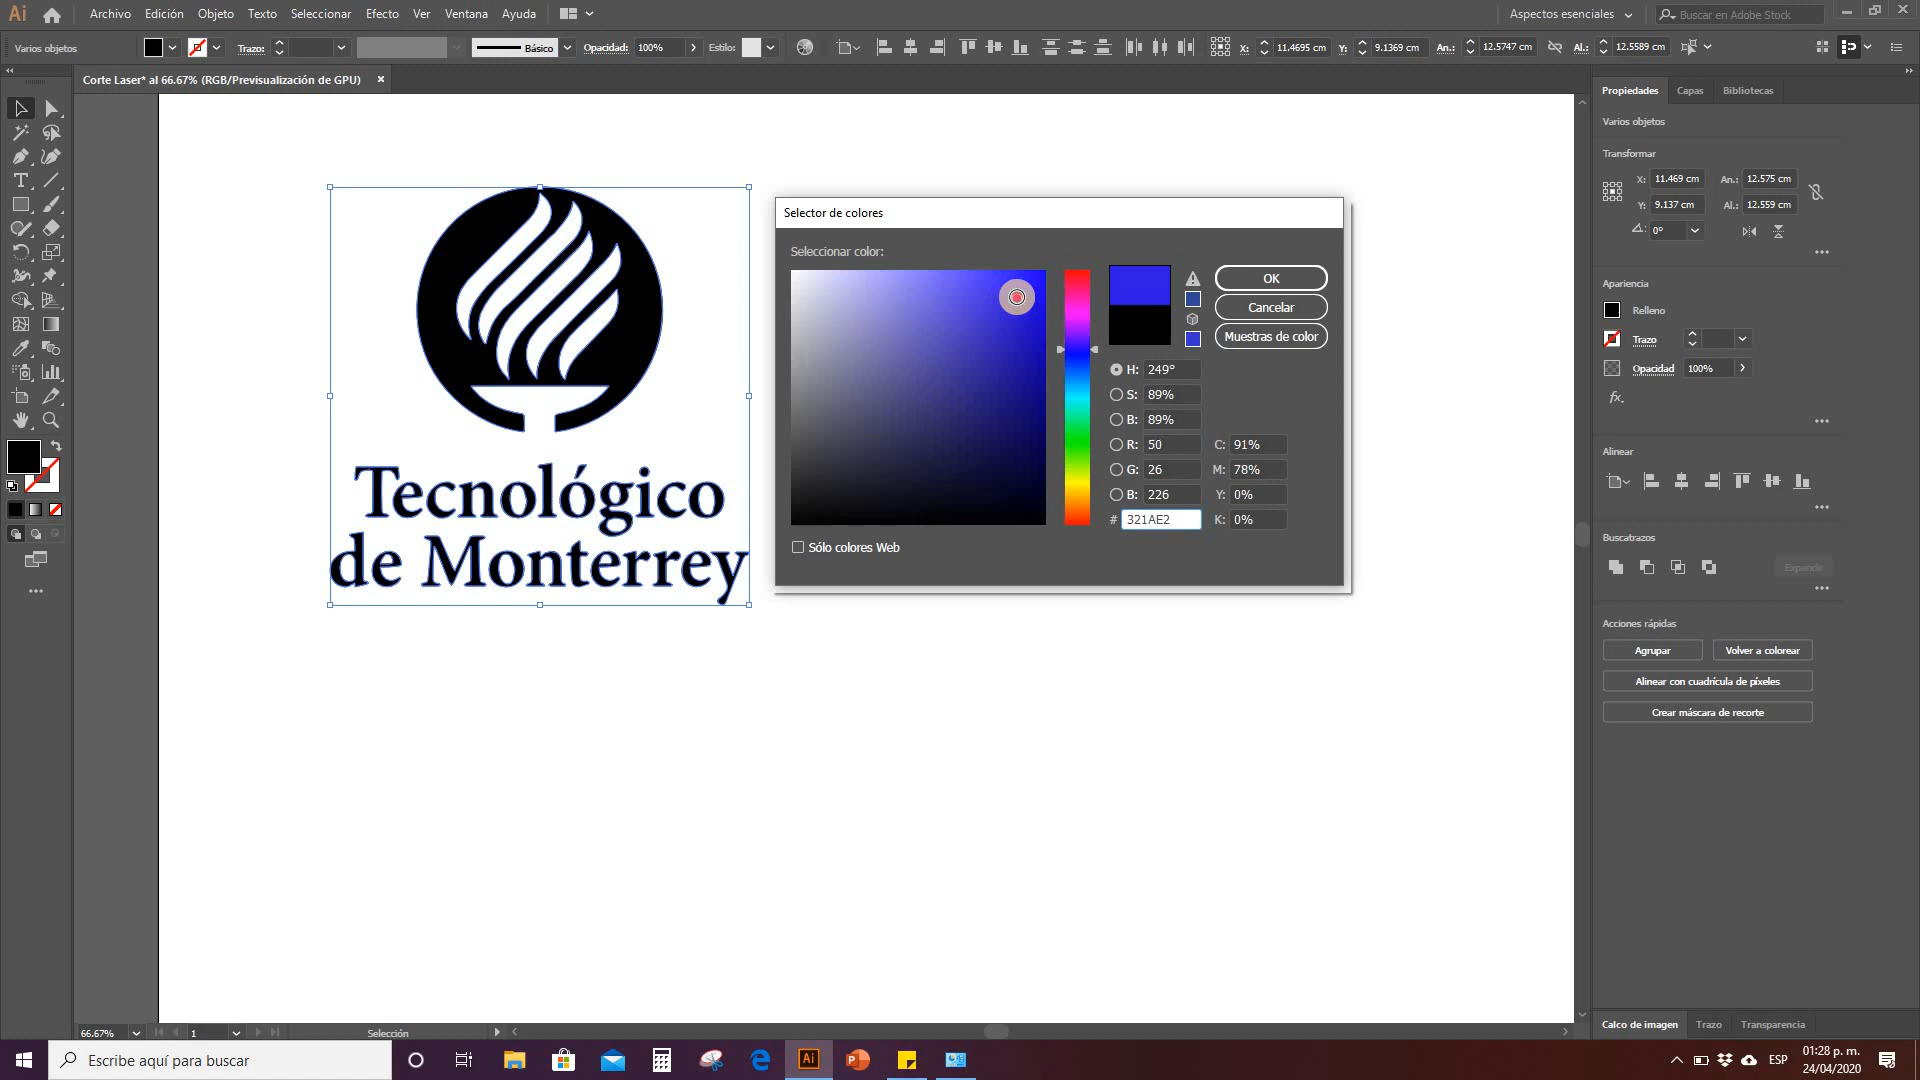 Ai Archivo Edición Objeto Texto Seleccionar Efecto Ver Ventana Ayuda Aspectos esenciales Buscar en Adobe Stock
Varios objetos Trazo: Básico Opacidad: 100% Estilo: X: 11.4695 cm Y: 9.1369 cm An.: 12.5747 cm Al.: 12.5589 cm
Corte Laser* al 66.67% (RGB/Previsualización de GPU) ×
Tecnológico
de Monterrey
Selector de colores
Seleccionar color:
OK
Cancelar
Muestras de color
H: 249°
S: 89%
B: 89%
R: 50 C: 91%
G: 26 M: 78%
B: 226 Y: 0%
# 321AE2 K: 0%
Sólo colores Web
Propiedades Capas Bibliotecas
Varios objetos
Transformar
X: 11.469 cm An.: 12.575 cm
Y: 9.137 cm Al.: 12.559 cm
0°
Apariencia
Relleno
Trazo
Opacidad 100%
fx.
Alinear
Buscatrazos
Expandir
Acciones rápidas
Agrupar Volver a colorear
Alinear con cuadrícula de píxeles
Crear máscara de recorte
Calco de imagen Trazo Transparencia
66.67% 1 Selección
Escribe aquí para buscar
Ai
ESP
01:28 p. m.
24/04/2020